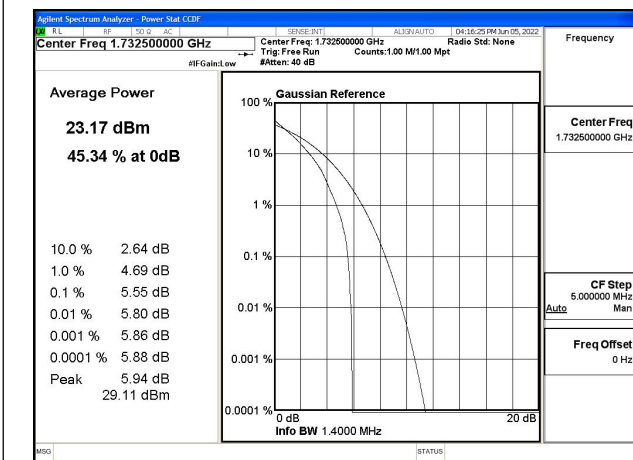 Agilent Spectrum Analyzer - Power Stat CCDF
RL RF 50 Ω AC SENSE:INT ALIGNAUTO 04:16:25 PM Jun 05, 2022
Center Freq 1.732500000 GHz
Center Freq: 1.732500000 GHz Radio Std: None
Trig: Free Run Counts:1.00 M/1.00 Mpt
#IFGain:Low #Atten: 40 dB
Frequency
Average Power
23.17 dBm
45.34 % at 0dB
10.0 % 2.64 dB
1.0 % 4.69 dB
0.1 % 5.55 dB
0.01 % 5.80 dB
0.001 % 5.86 dB
0.0001 % 5.88 dB
Peak 5.94 dB
29.11 dBm
Gaussian Reference
100 %
10 %
1 %
0.1 %
0.01 %
0.001 %
0.0001 %
0 dB 20 dB
Info BW 1.4000 MHz
Center Freq
1.732500000 GHz
CF Step
5.000000 MHz
Auto Man
Freq Offset
0 Hz
MSG STATUS